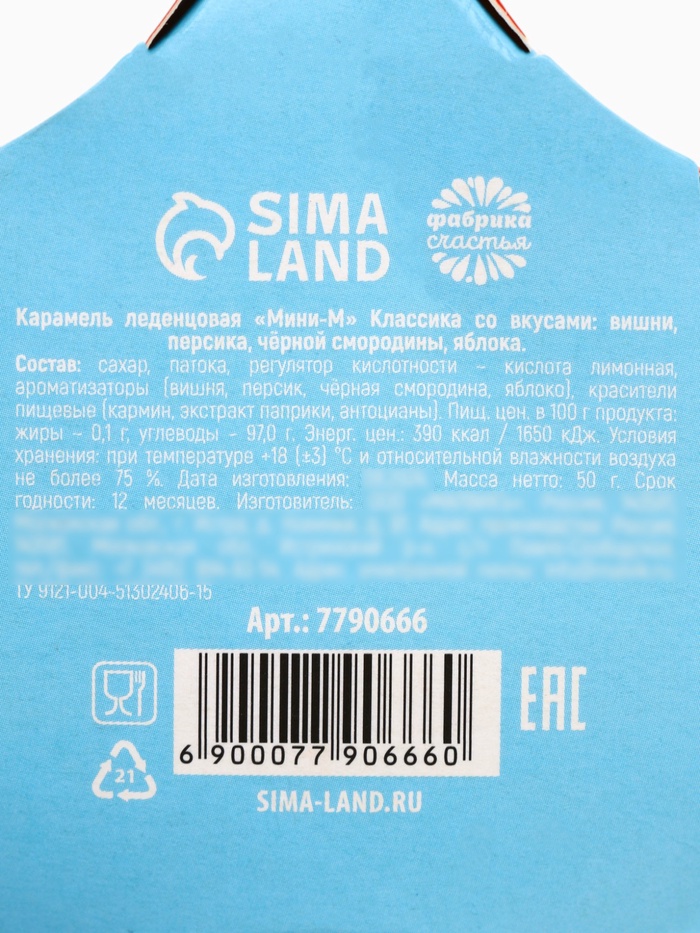 SIMA
LAND
фабрика
счастья
Карамель леденцовая «Мини-М» Классика со вкусами: вишни,
персика, чёрной смородины, яблока.
Состав: сахар, патока, регулятор кислотности – кислота лимонная,
ароматизаторы (вишня, персик, чёрная смородина, яблоко), красители
пищевые (кармин, экстракт паприки, антоцианы). Пищ. цен. в 100 г продукта:
жиры – 0,1 г, углеводы – 97,0 г. Энерг. цен.: 390 ккал / 1650 кДж. Условия
хранения: при температуре +18 (±3) °С и относительной влажности воздуха
не более 75 %. Дата изготовления: Масса нетто: 50 г. Срок
годности: 12 месяцев. Изготовитель:
ТУ 9121-004-51302406-15
Арт.: 7790666
6 900077 906660
EAC
21
SIMA-LAND.RU